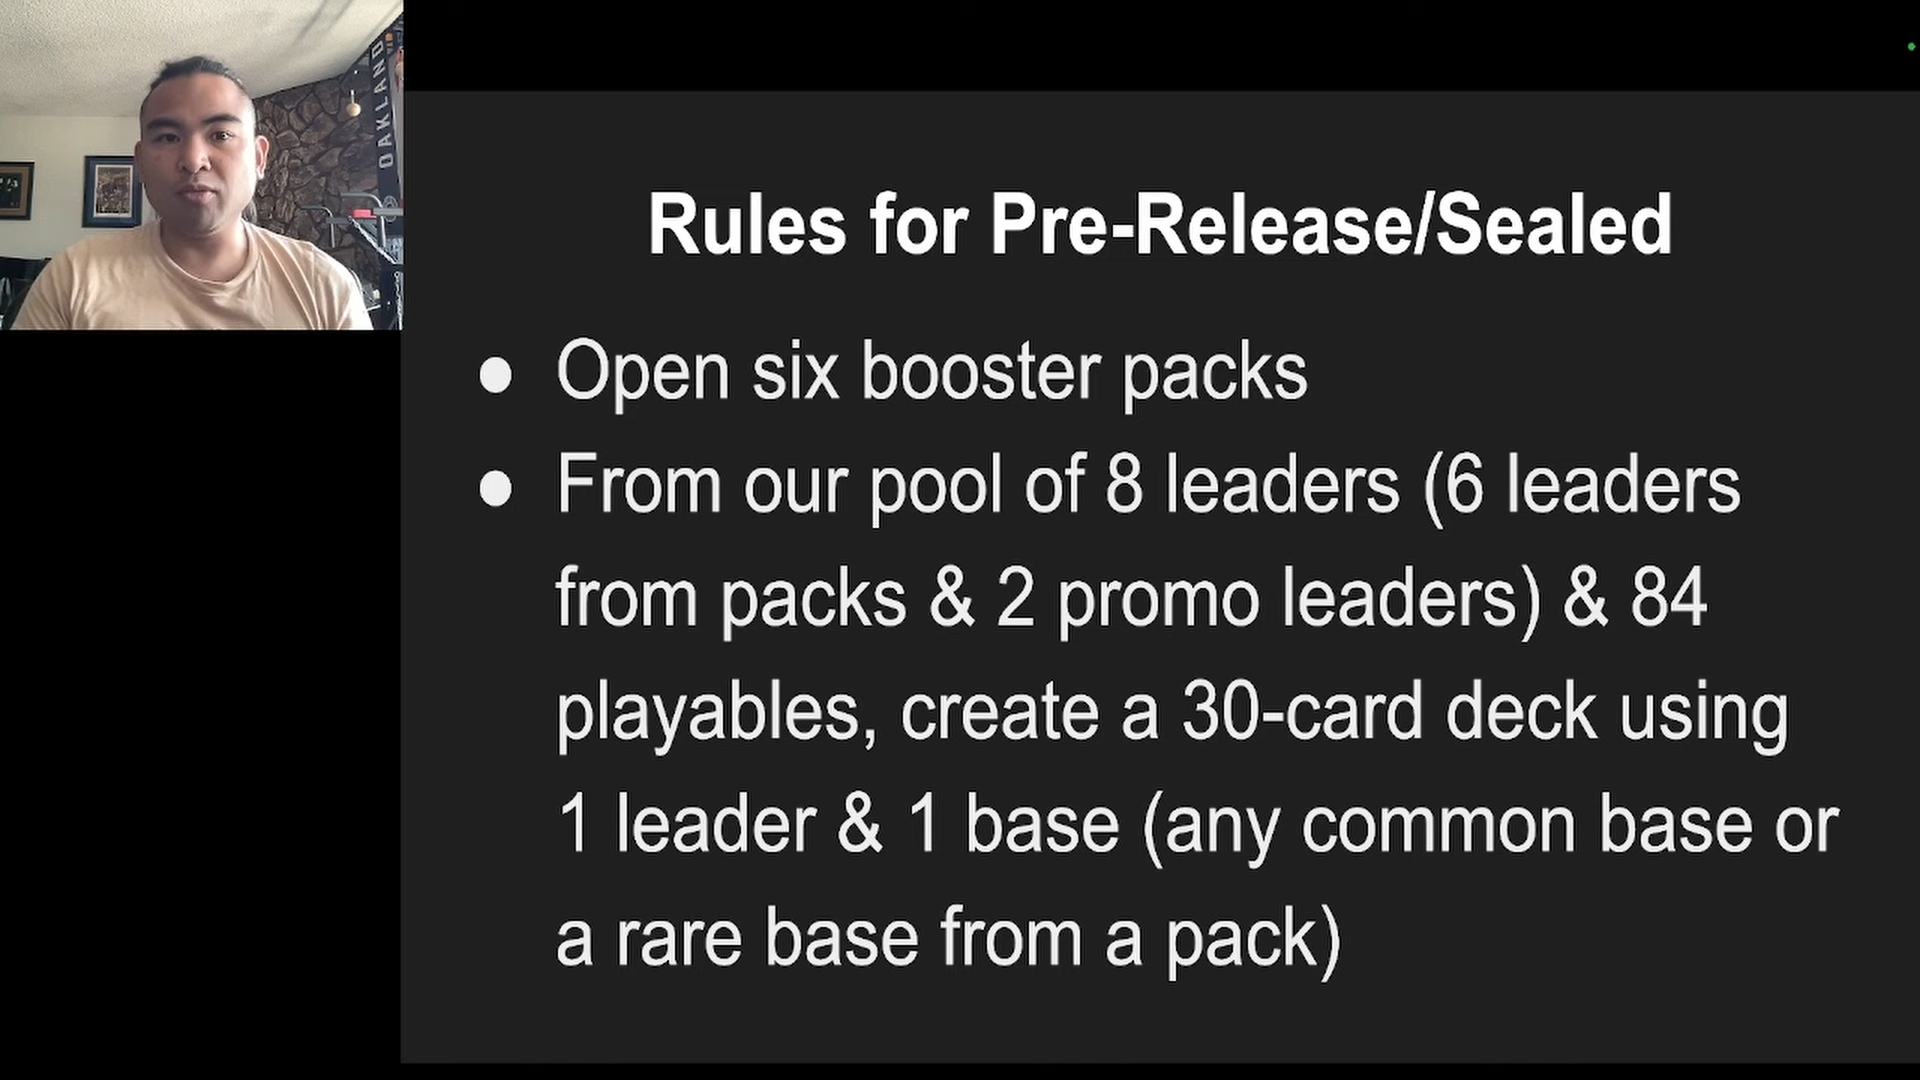 OAKLAND
Rules for Pre-Release/Sealed
● Open six booster packs
● From our pool of 8 leaders (6 leaders
from packs & 2 promo leaders) & 84
playables, create a 30-card deck using
1 leader & 1 base (any common base or
a rare base from a pack)